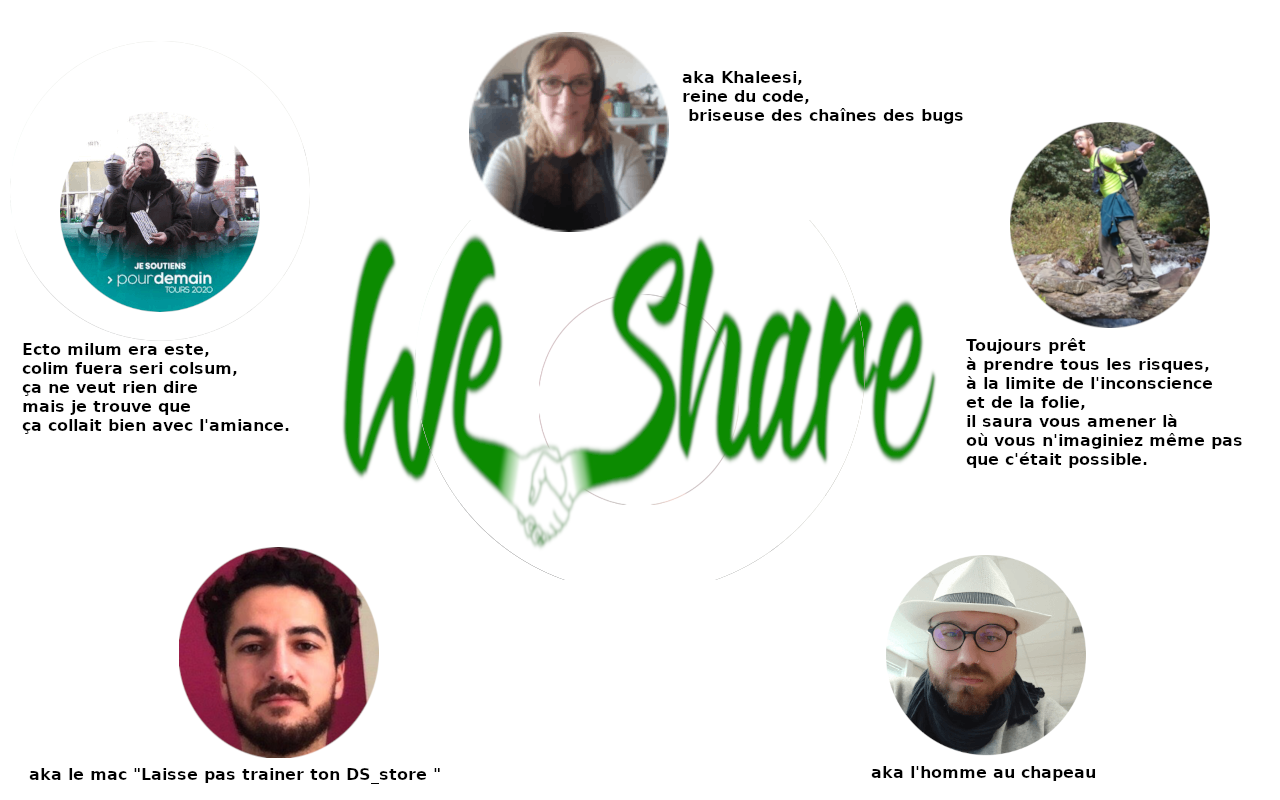 aka Khaleesi,
reine du code,
briseuse des chaînes des bugs
JE SOUTIENS
> pourdemain
TOURS 2020
We Share
Ecto milum era este,
colim fuera seri colsum,
ça ne veut rien dire
mais je trouve que
ça collait bien avec l'amiance.
Toujours prêt
à prendre tous les risques,
à la limite de l'inconscience
et de la folie,
il saura vous amener là
où vous n'imaginiez même pas
que c'était possible.
aka le mac "Laisse pas trainer ton DS_store "
aka l'homme au chapeau